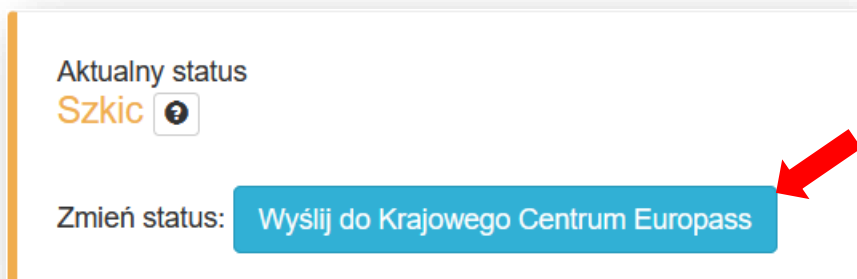 Aktualny status
Szkic
Zmień status: Wyślij do Krajowego Centrum Europass